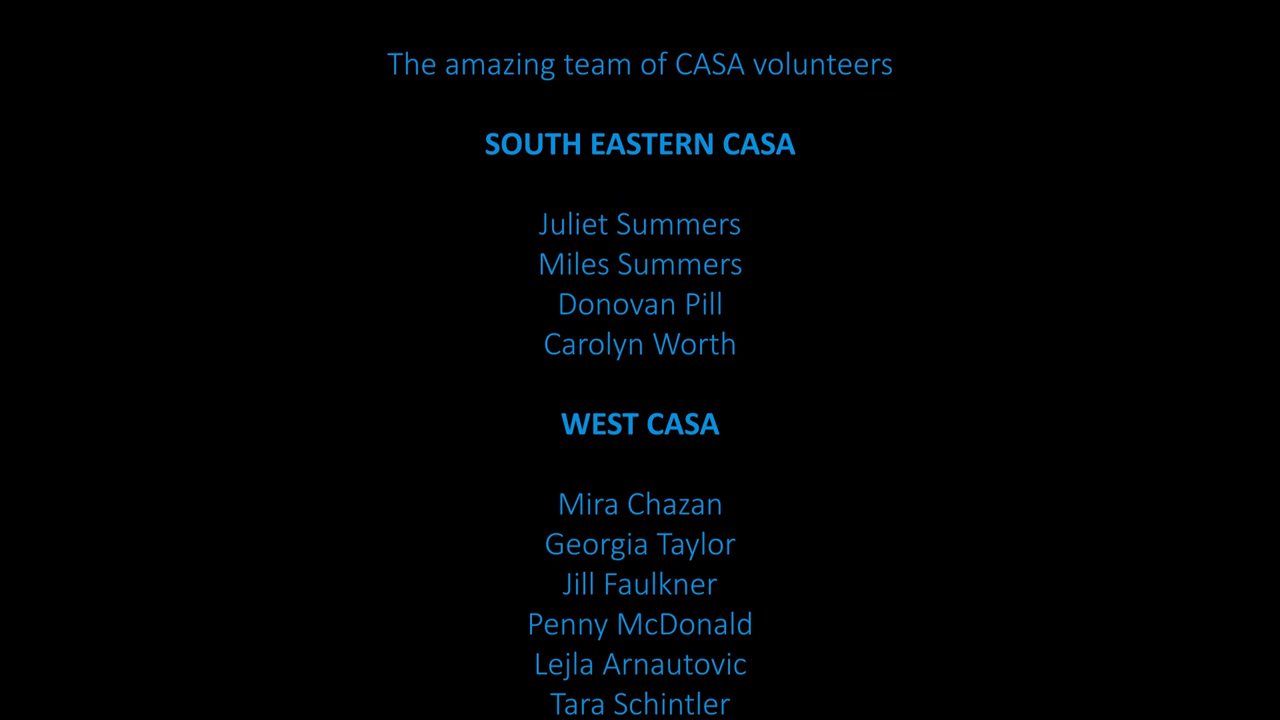 The amazing team of CASA volunteers
SOUTH EASTERN CASA
Juliet Summers
Miles Summers
Donovan Pill
Carolyn Worth
WEST CASA
Mira Chazan
Georgia Taylor
Jill Faulkner
Penny McDonald
Lejla Arnautovic
Tara Schintler